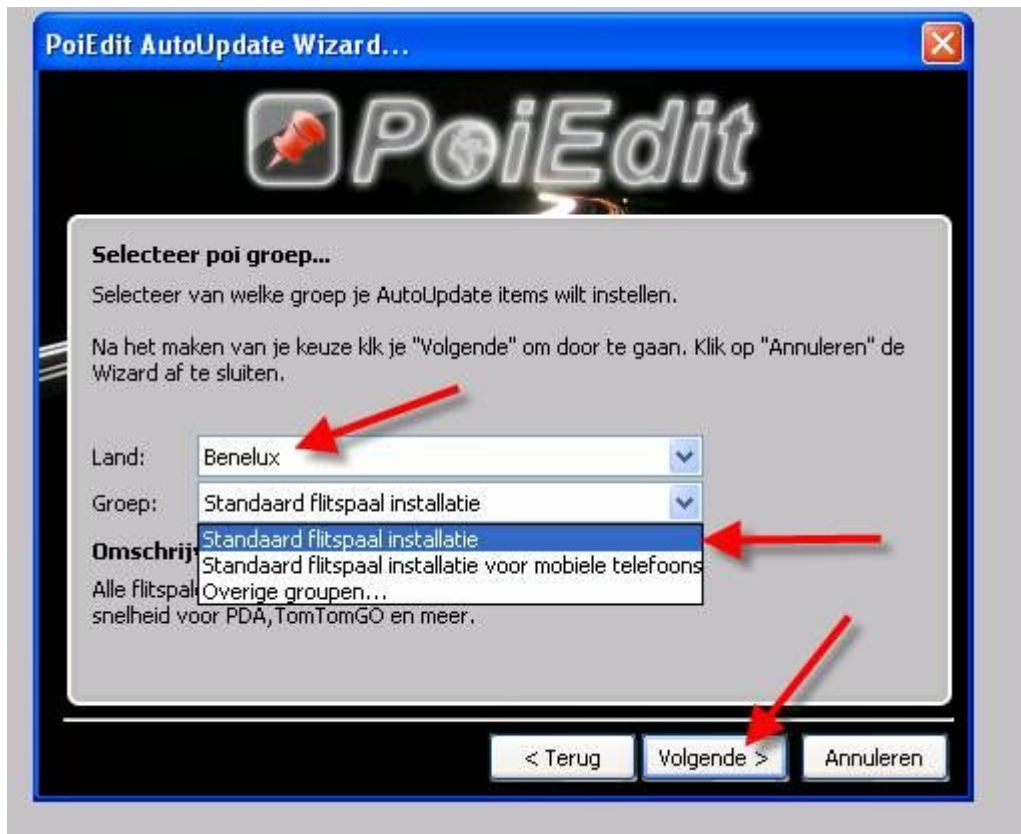 PoiEdit AutoUpdate Wizard...
PoiEdit
Selecteer poi groep...
Selecteer van welke groep je AutoUpdate items wilt instellen.
Na het maken van je keuze klk je "Volgende" om door te gaan. Klik op "Annuleren" de
Wizard af te sluiten.
Land: Benelux
Groep: Standaard flitspaal installatie
Standaard flitspaal installatie
Standaard flitspaal installatie voor mobiele telefoons
Overige groupen...
Alle
snelheid voor PDA,TomTomGO en meer.
< Terug Volgende > Annuleren